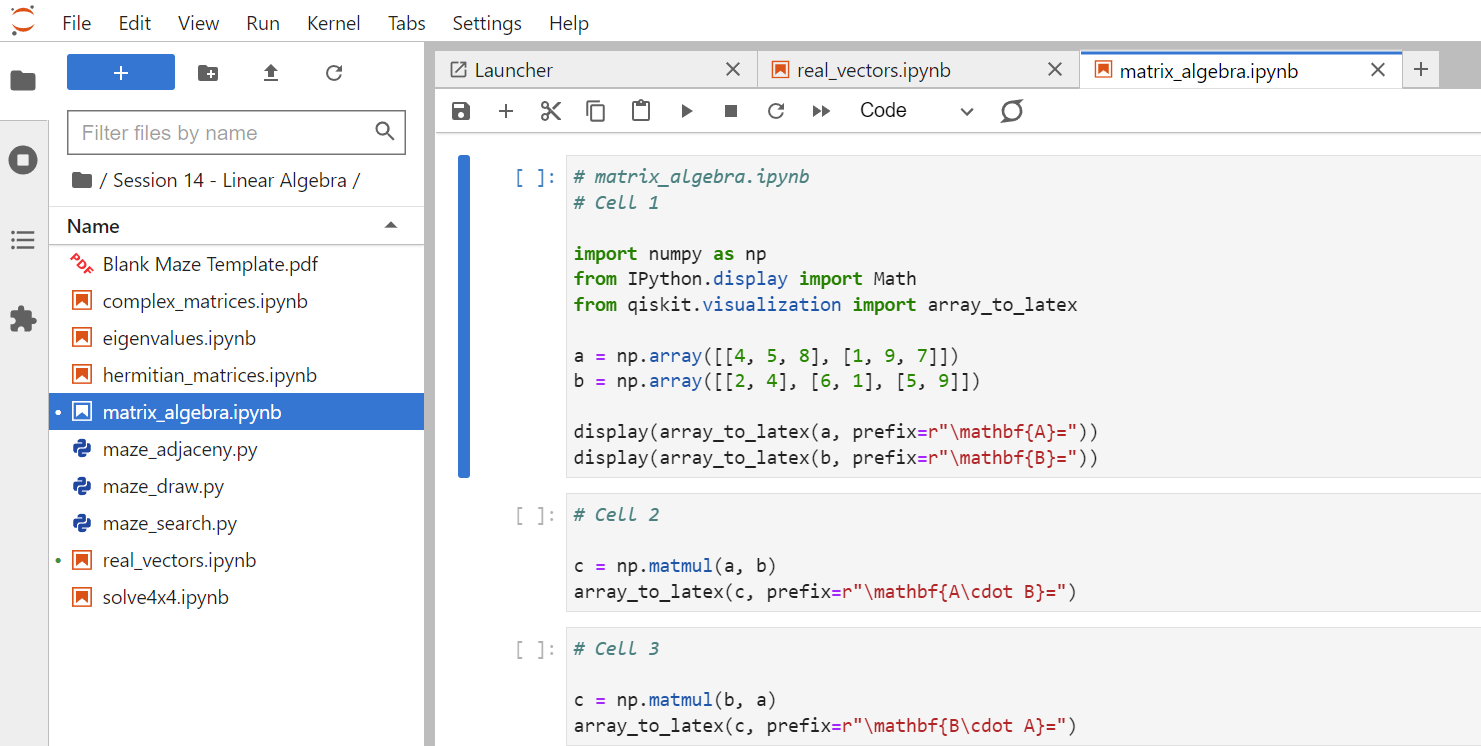 File Edit View Run Kernel Tabs Settings Help
Filter files by name
/ Session 14 - Linear Algebra /
Name
Blank Maze Template.pdf
complex_matrices.ipynb
eigenvalues.ipynb
hermitian_matrices.ipynb
matrix_algebra.ipynb
maze_adjaceny.py
maze_draw.py
maze_search.py
real_vectors.ipynb
solve4x4.ipynb
Launcher real_vectors.ipynb matrix_algebra.ipynb
Code
[ ]: # matrix_algebra.ipynb
# Cell 1
import numpy as np
from IPython.display import Math
from qiskit.visualization import array_to_latex
a = np.array([[4, 5, 8], [1, 9, 7]])
b = np.array([[2, 4], [6, 1], [5, 9]])
display(array_to_latex(a, prefix=r"\mathbf{A}="))
display(array_to_latex(b, prefix=r"\mathbf{B}="))
[ ]: # Cell 2
c = np.matmul(a, b)
array_to_latex(c, prefix=r"\mathbf{A\cdot B}=")
[ ]: # Cell 3
c = np.matmul(b, a)
array_to_latex(c, prefix=r"\mathbf{B\cdot A}=")